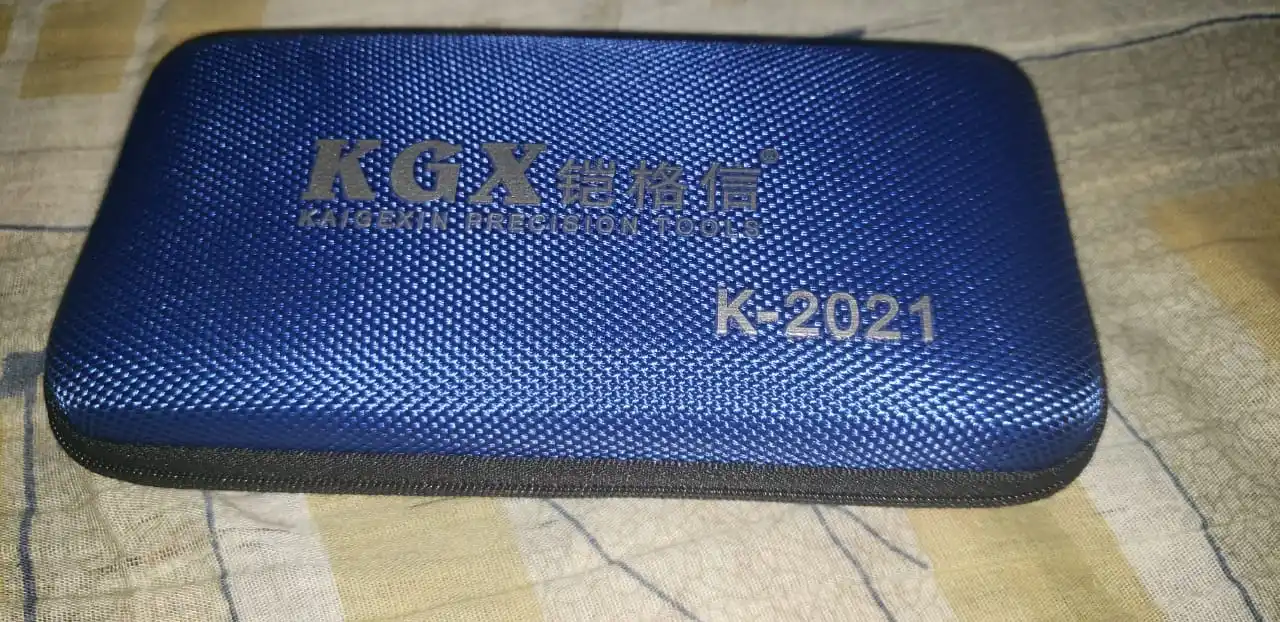 KGX 铠格信®
KAIGEXIN PRECISION TOOLS
K-2021